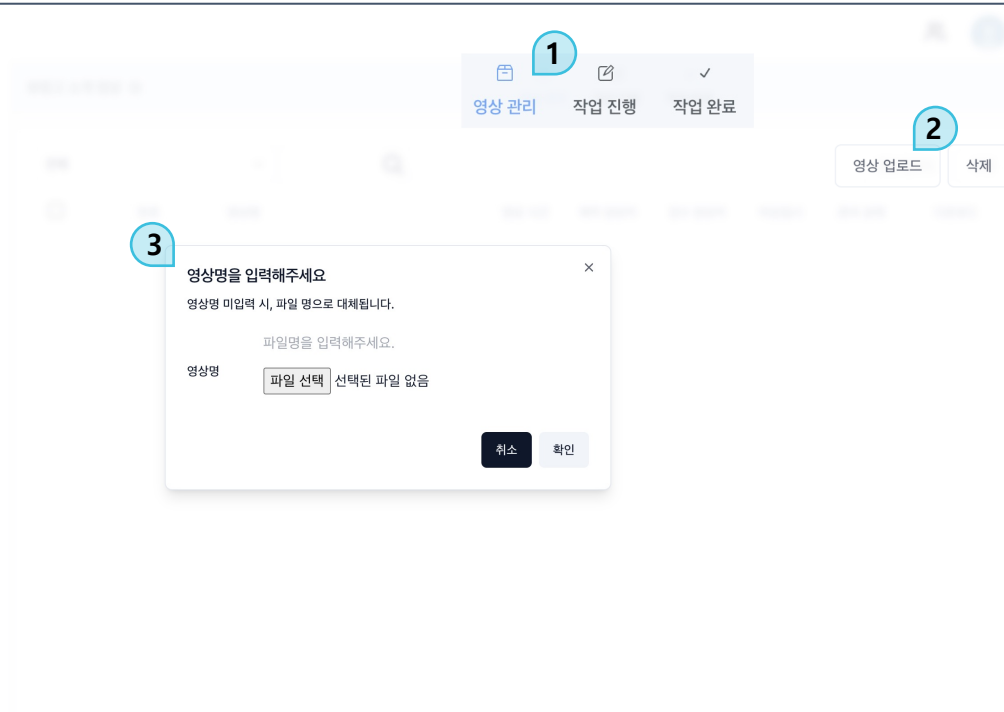 1
영상 관리
작업 진행
작업 완료
2
영상 업로드
삭제
3
영상명을 입력해주세요
영상명 미입력 시, 파일 명으로 대체됩니다.
파일명을 입력해주세요.
영상명
파일 선택 선택된 파일 없음
취소
확인